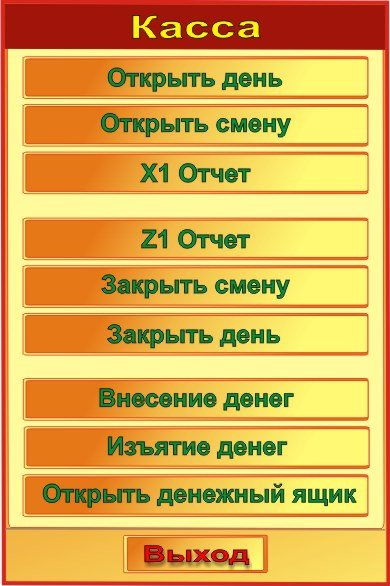 Касса
Открыть день
Открыть смену
X1 Отчет
Z1 Отчет
Закрыть смену
Закрыть день
Внесение денег
Изъятие денег
Открыть денежный ящик
Выход